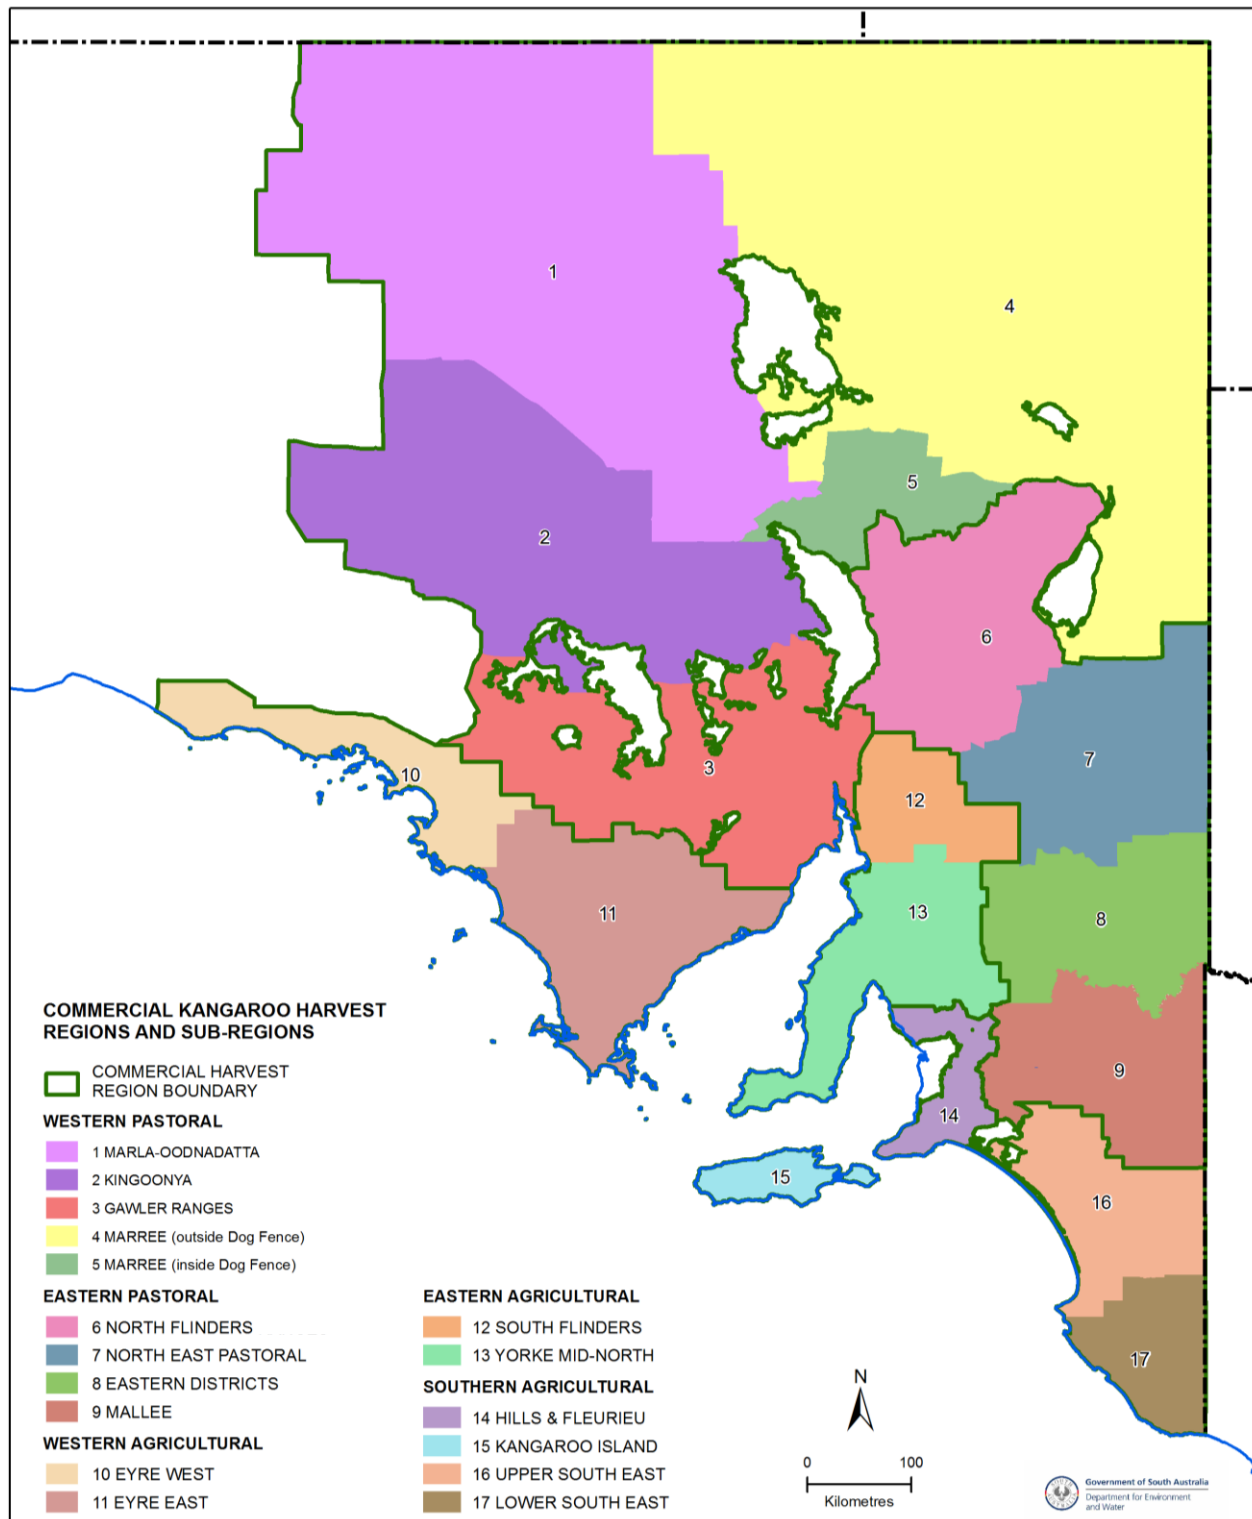 1
4
5
2
6
7
3
10
12
11
13
8
9
14
15
16
17
COMMERCIAL KANGAROO HARVEST
REGIONS AND SUB-REGIONS
COMMERCIAL HARVEST
REGION BOUNDARY
WESTERN PASTORAL
1 MARLA-OODNADATTA
2 KINGOONYA
3 GAWLER RANGES
4 MARREE (outside Dog Fence)
5 MARREE (inside Dog Fence)
EASTERN PASTORAL
6 NORTH FLINDERS
7 NORTH EAST PASTORAL
8 EASTERN DISTRICTS
9 MALLEE
WESTERN AGRICULTURAL
10 EYRE WEST
11 EYRE EAST
EASTERN AGRICULTURAL
12 SOUTH FLINDERS
13 YORKE MID-NORTH
SOUTHERN AGRICULTURAL
14 HILLS & FLEURIEU
15 KANGAROO ISLAND
16 UPPER SOUTH EAST
17 LOWER SOUTH EAST
N
0 100
Kilometres
Government of South Australia
Department for Environment
and Water